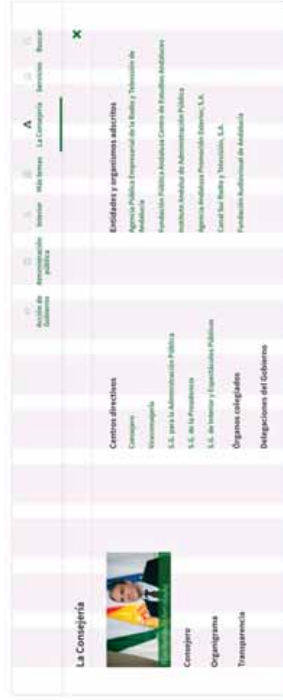 Acción de
Gobierno
Administración
pública
Interior
Más temas
La Consejería
Servicios
Buscar
La Consejería
Consejero
Organigrama
Transparencia
Centros directivos
Consejero
Viceconsejería
S.G. para la Administración Pública
S.G. de la Presidencia
S.G. de Interior y Espectáculos Públicos
Órganos colegiados
Delegaciones del Gobierno
Entidades y organismos adscritos
Agencia Pública Empresarial de la Radio y Televisión de
Andalucía
Fundación Pública Andaluza Centro de Estudios Andaluces
Instituto Andaluz de Administración Pública
Agencia Andaluza Promoción Exterior, S.A.
Canal Sur Radio y Televisión, S.A.
Fundación Audiovisual de Andalucía